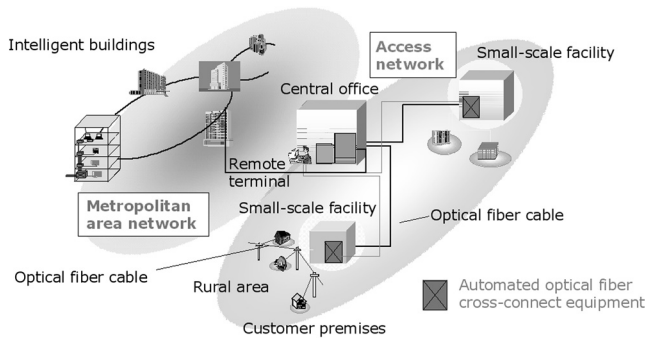 Intelligent buildings
Access
network
Small-scale facility
Central office
Remote
terminal
Metropolitan
area network
Small-scale facility
Optical fiber cable
Optical fiber cable
Rural area
Customer premises
Automated optical fiber
cross-connect equipment